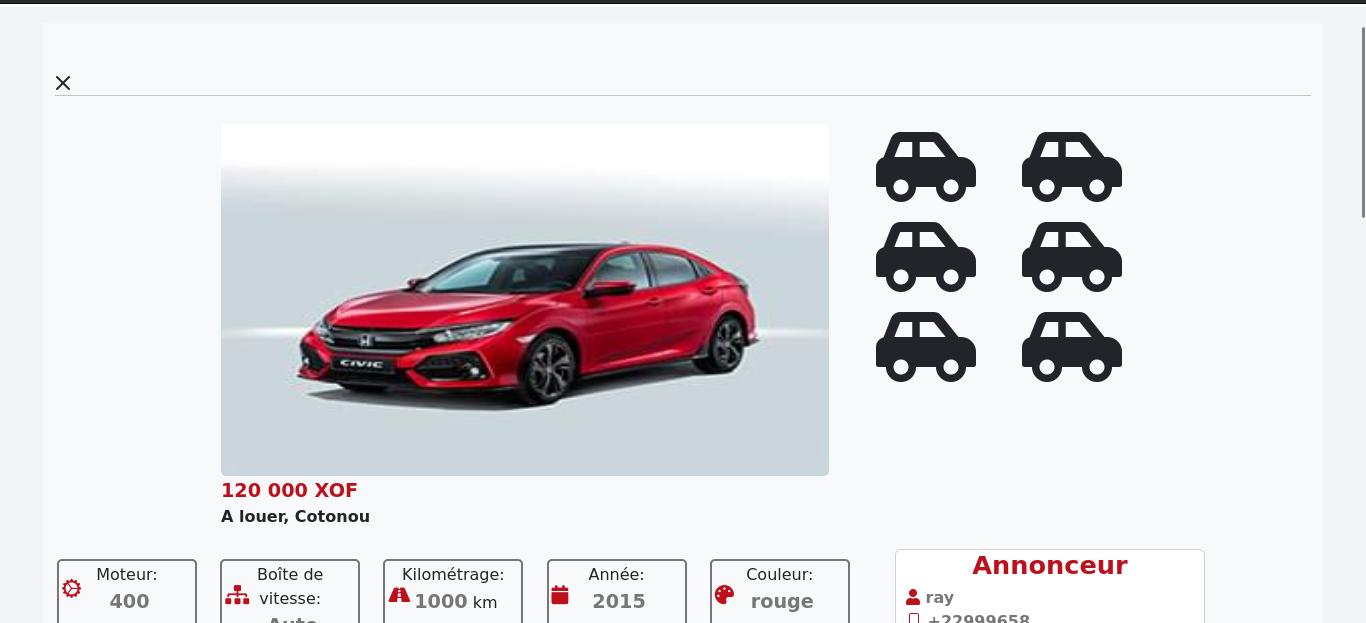 CIVIC
120 000 XOF
A louer, Cotonou
Moteur:
400
Boîte de
vitesse:
Auto
Kilométrage:
1000 km
Année:
2015
Couleur:
rouge
Annonceur
ray
+22999658